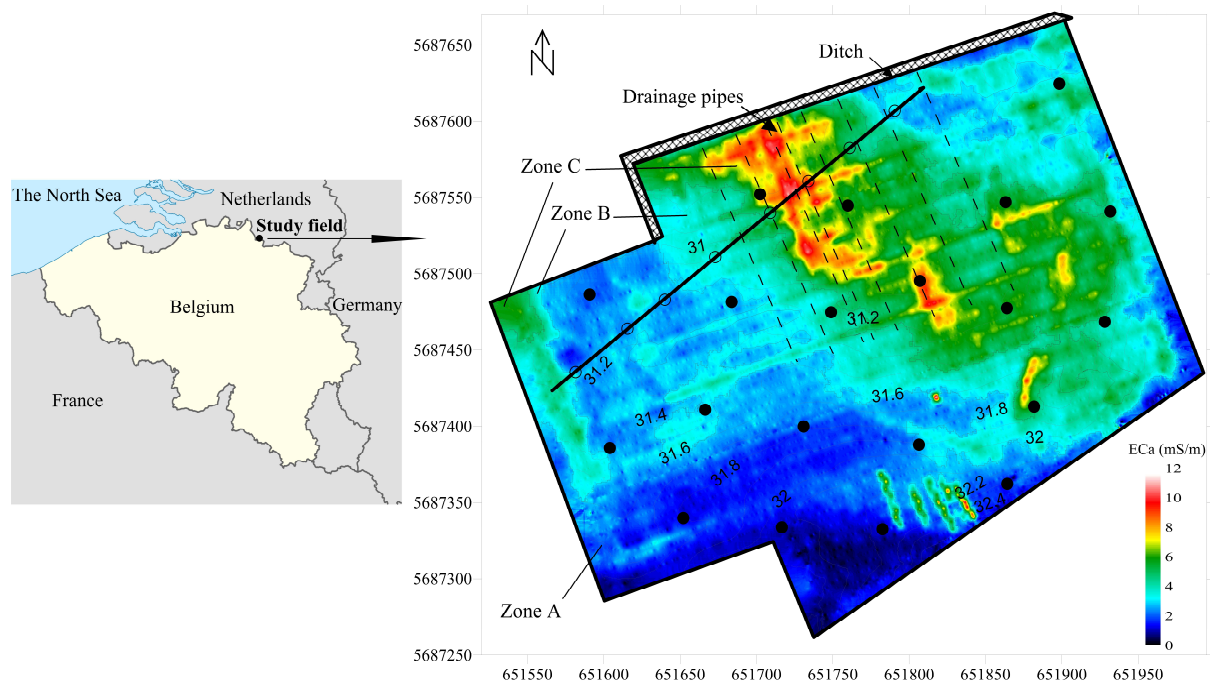 The North Sea
Netherlands
Study field
Belgium
Germany
France
N
Ditch
Drainage pipes
Zone C
Zone B
Zone A
31
31.2
31.2
31.4
31.6
31.6
31.8
31.8
32
32
32.2
32.4
5687650
5687600
5687550
5687500
5687450
5687400
5687350
5687300
5687250
651550
651600
651650
651700
651750
651800
651850
651900
651950
ECa (mS/m)
12
10
8
6
4
2
0